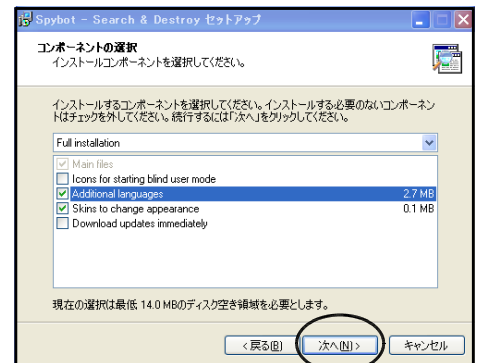 Spybot - Search & Destroy セットアップ
コンポーネントの選択
インストールコンポーネントを選択してください。
インストールするコンポーネントを選択してください。インストールする必要のないコンポーネン
トはチェックを外してください。続行するには「次へ」をクリックしてください。
Full installation
Main files
Icons for starting blind user mode
Additional languages 2.7 MB
Skins to change appearance 0.1 MB
Download updates immediately
現在の選択は最低 14.0 MBのディスク空き領域を必要とします。
< 戻る(B) 次へ(N) > キャンセル